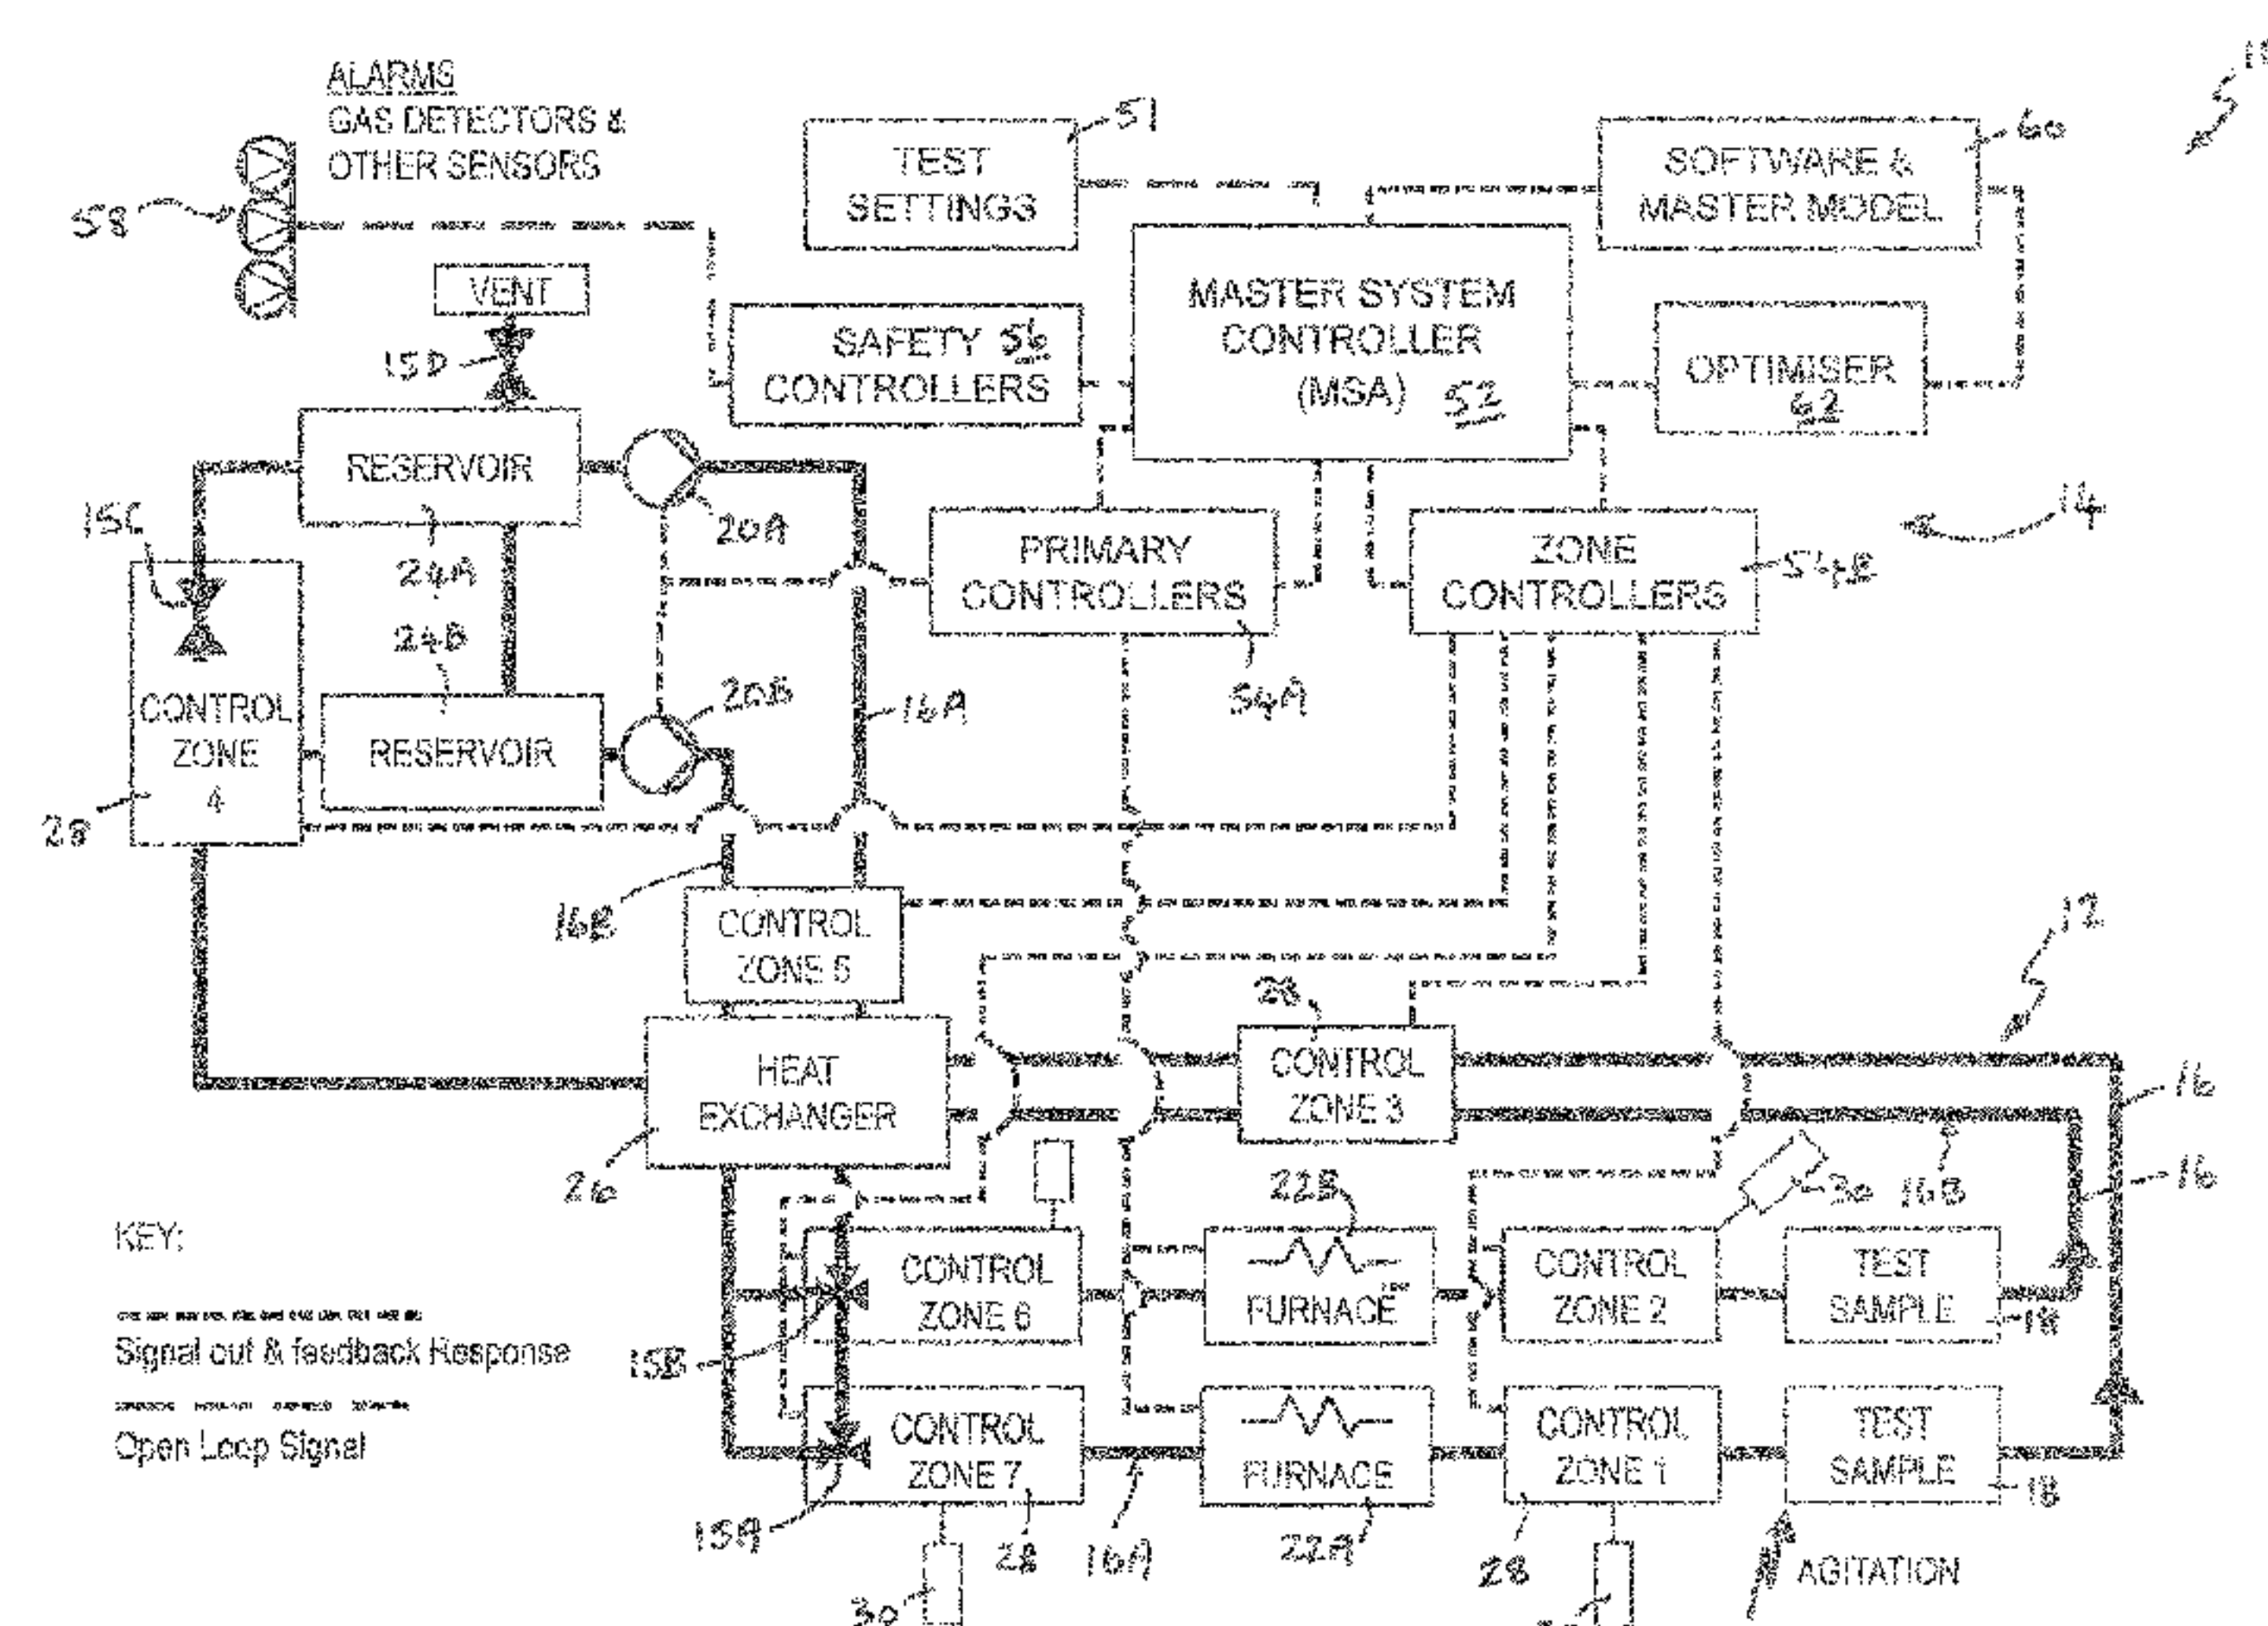 ALARMS
GAS DETECTORS &
OTHER SENSORS
58
VENT
15D
TEST
SETTINGS
51
SOFTWARE &
MASTER MODEL
60
MASTER SYSTEM
CONTROLLER
(MSA) 52
SAFETY 56
CONTROLLERS
OPTIMISER
62
14
RESERVOIR
24A
20A
15C
PRIMARY
CONTROLLERS
54A
ZONE
CONTROLLERS
54B
24B
RESERVOIR
20B
16A
CONTROL
ZONE
4
28
16B
CONTROL
ZONE 5
12
HEAT
EXCHANGER
26
28
CONTROL
ZONE 3
16
16B
16
30
KEY:
Signal out & feedback Response
Open Loop Signal
15B
CONTROL
ZONE 6
22B
FURNACE
CONTROL
ZONE 2
TEST
SAMPLE
18
15A
CONTROL
ZONE 7
28
16A
FURNACE
22A
CONTROL
ZONE 1
28
TEST
SAMPLE
18
30
AGITATION